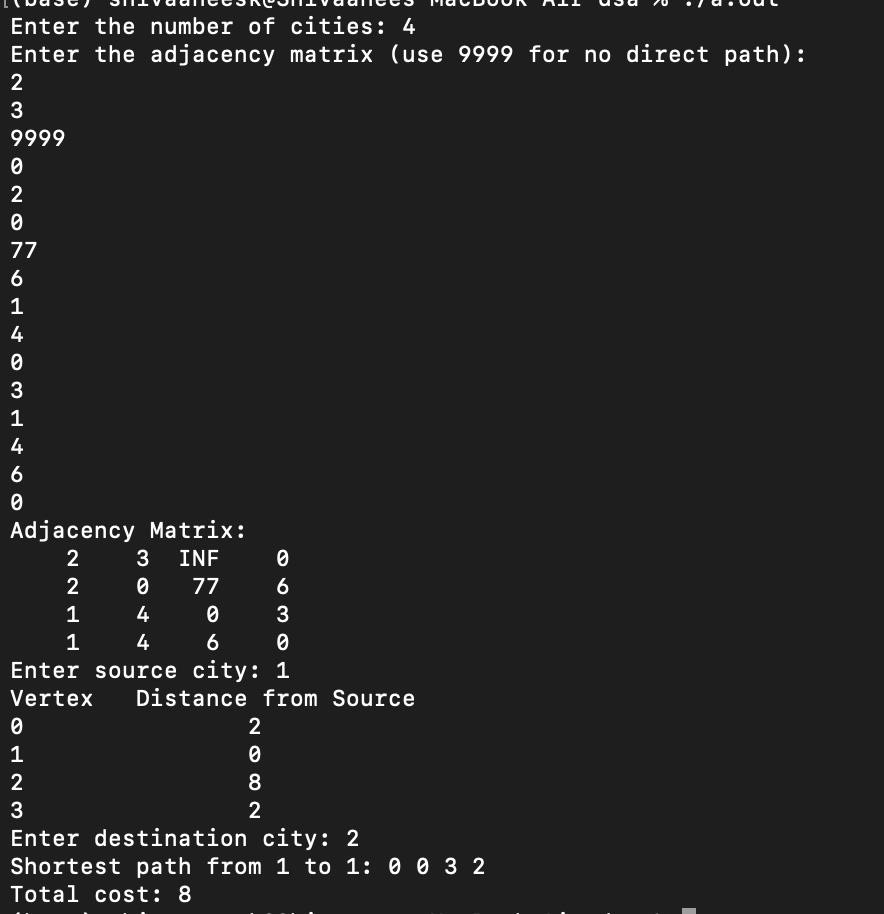 Enter the number of cities: 4
Enter the adjacency matrix (use 9999 for no direct path):
2
3
9999
0
2
0
77
6
1
4
0
3
1
4
6
0
Adjacency Matrix:
2 3 INF 0
2 0 77 6
1 4 0 3
1 4 6 0
Enter source city: 1
Vertex Distance from Source
0 2
1 0
2 8
3 2
Enter destination city: 2
Shortest path from 1 to 1: 0 0 3 2
Total cost: 8